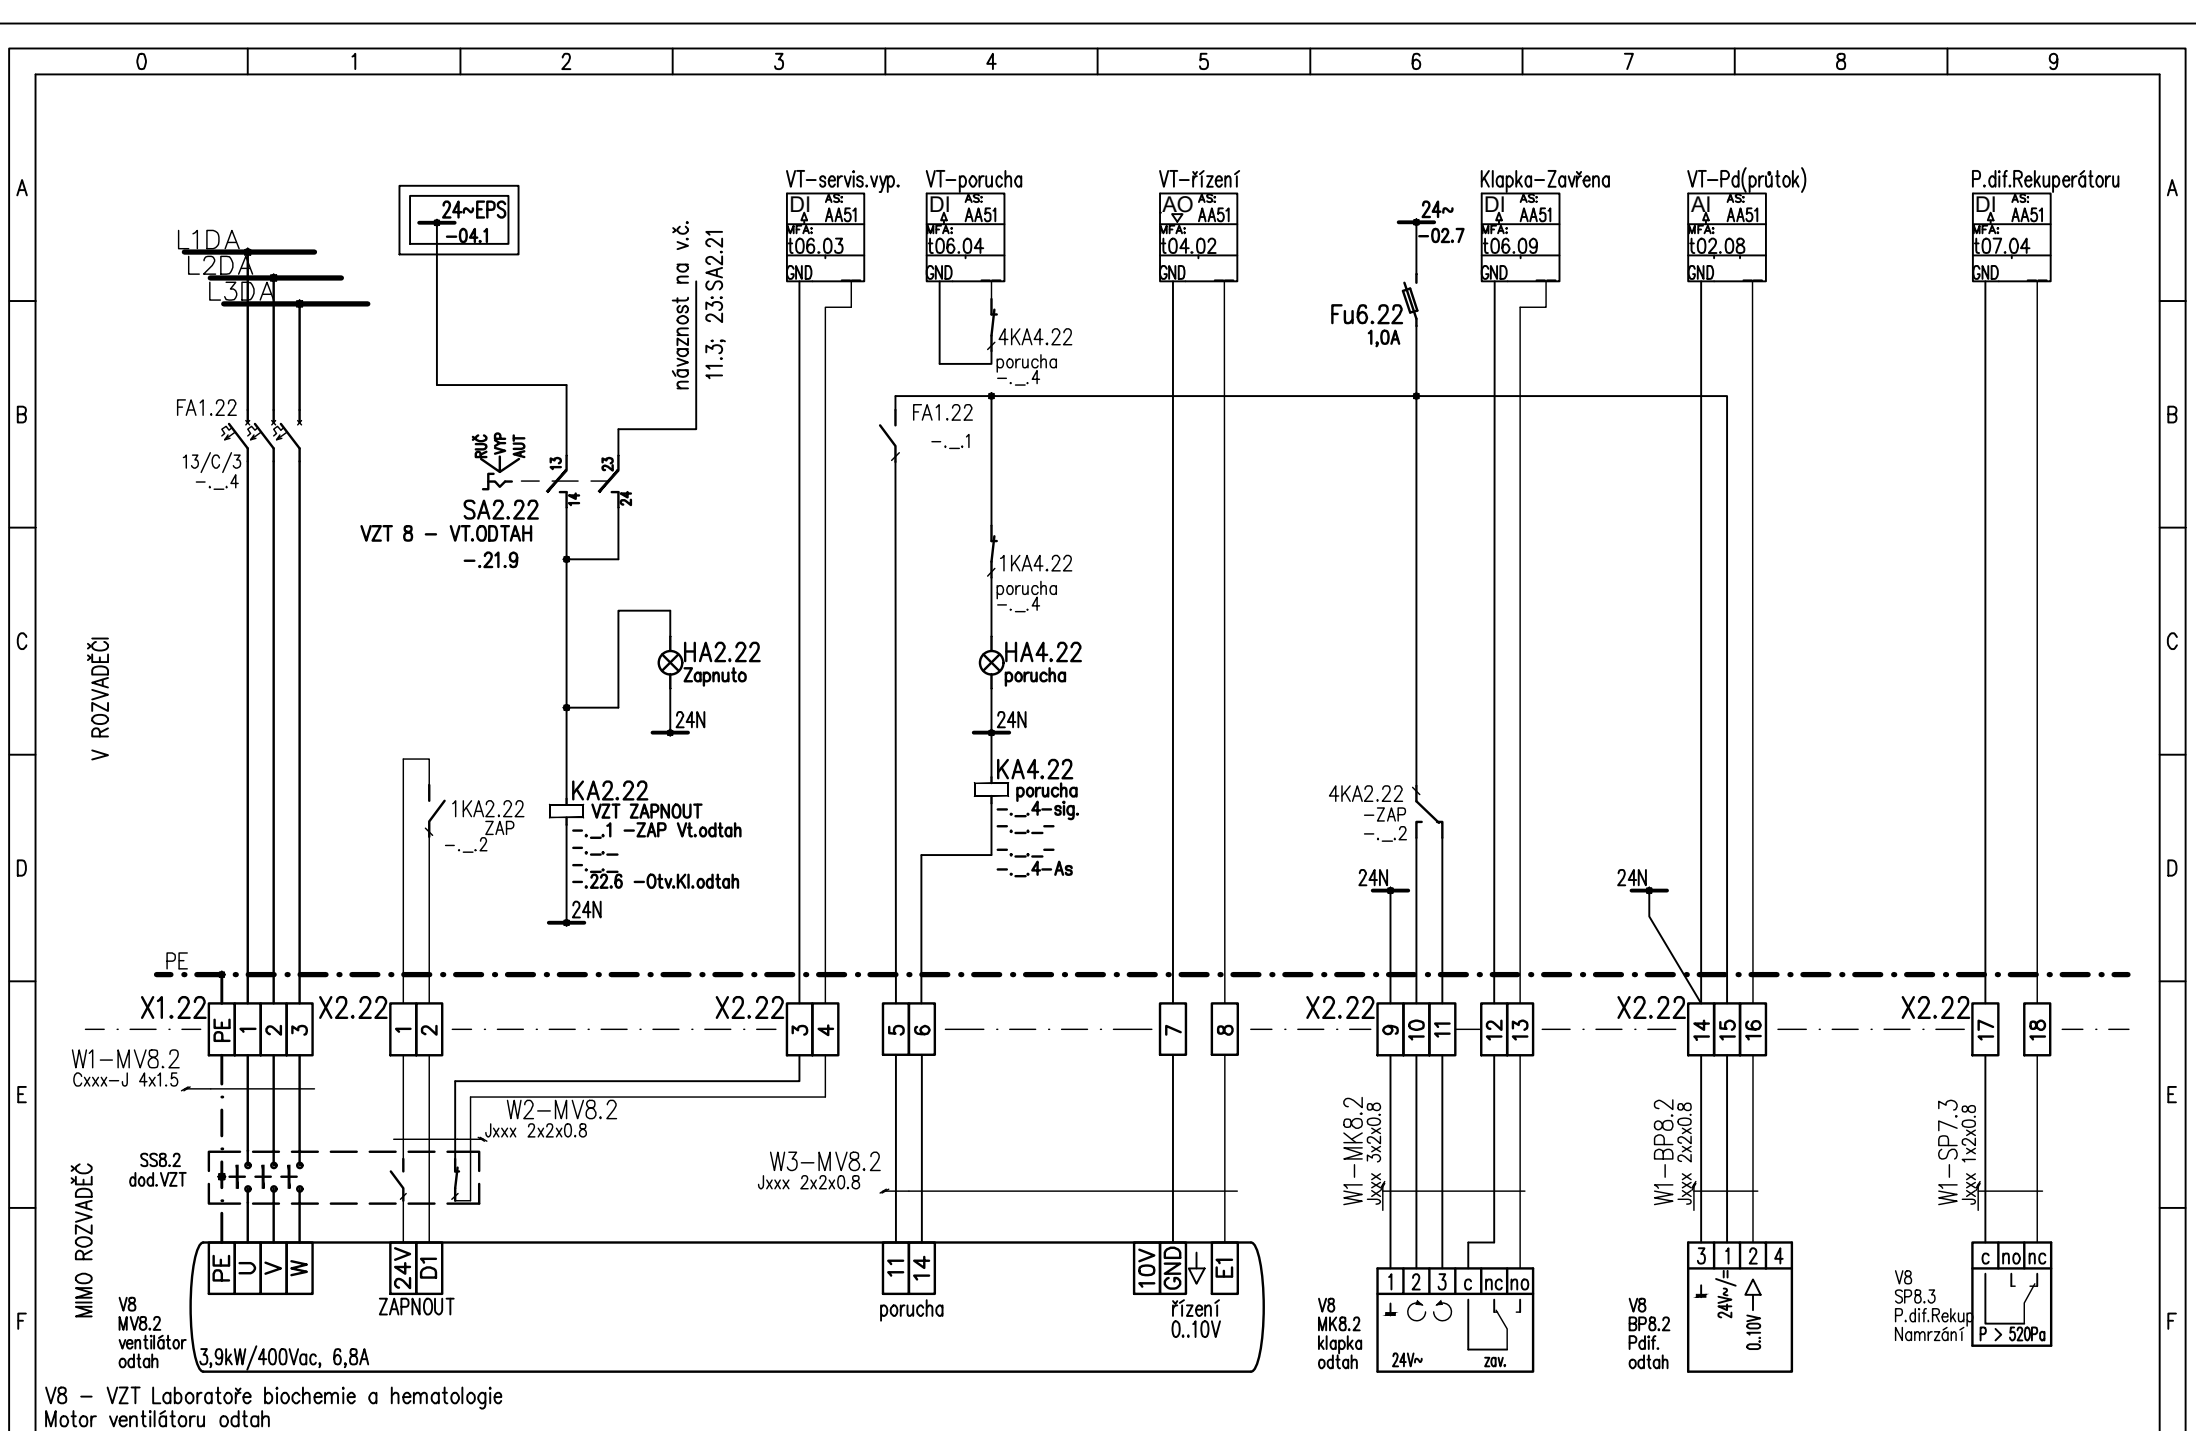 0 1 2 3 4 5 6 7 8 9
A
A
L1DA
L2DA
L3DA
24~EPS
-04.1
návaznost na v.č.
11.3; 23:SA2.21
VT-servis.vyp.
DI AS: AA51
MFA:
t06.03
GND
VT-porucha
DI AS: AA51
MFA:
t06.04
GND
VT-řízení
AO AS: AA51
MFA:
t04.02
GND
24~
-02.7
Klapka-Zavřena
DI AS: AA51
MFA:
t06.09
GND
VT-Pd(průtok)
AI AS: AA51
MFA:
t02.08
GND
P.dif.Rekuperátoru
DI AS: AA51
MFA:
t07.04
GND
B
B
Fu6.22
1,0A
4KA4.22
porucha
-._.4
FA1.22
13/C/3
-._.4
RUČ
VYP
AUT
13
14
23
24
SA2.22
VZT 8 - VT.ODTAH
-.21.9
FA1.22
-._.1
1KA4.22
porucha
-._.4
C
C
V ROZVADĚČI
HA2.22
Zapnuto
24N
HA4.22
porucha
24N
D
D
1KA2.22
ZAP
-._.2
KA2.22
VZT ZAPNOUT
-._.1 -ZAP Vt.odtah
-._._
-._._
-.22.6 -Otv.Kl.odtah
24N
KA4.22
porucha
-._.4-sig.
-._._-
-._._-
-._.4-As
4KA2.22
-ZAP
-._.2
24N
24N
PE
E
E
X1.22 PE 1 2 3
X2.22 1 2
X2.22 3 4
5 6
7 8
X2.22 9 10 11 12 13
X2.22 14 15 16
X2.22 17 18
W1-MV8.2
Cxxx-J 4x1.5
W2-MV8.2
Jxxx 2x2x0.8
W3-MV8.2
Jxxx 2x2x0.8
W1-MK8.2
Jxxx 3x2x0.8
W1-BP8.2
Jxxx 2x2x0.8
W1-SP7.3
Jxxx 1x2x0.8
SS8.2
dod.VZT
MIMO ROZVADĚČ
F
F
PE U V W
24V D1
ZAPNOUT
11 14
porucha
10V GND E1
řízení
0..10V
V8
MV8.2
ventilátor
odtah
3,9kW/400Vac, 6,8A
V8
MK8.2
klapka
odtah
1 2 3 c nc no
24V~ zav.
V8
BP8.2
Pdif.
odtah
3 1 2 4
24V~/=
0..10V
V8
SP8.3
P.dif.Rekup
Namrzání
c no nc
P > 520Pa
V8 - VZT Laboratoře biochemie a hematologie
Motor ventilátoru odtah